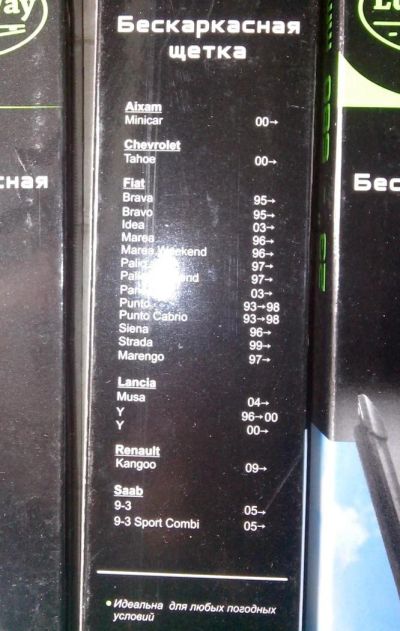 Бескаркасная
щетка
Aixam
Minicar 00→
Chevrolet
Tahoe 00→
Fiat
Brava 95→
Bravo 95→
Idea 03→
Marea 96→
Marea Weekend 96→
Palio 97→
97→
03→
Punto 93→98
Punto Cabrio 93→98
Siena 96→
Strada 99→
Marengo 97→
Lancia
Musa 04→
Y 96→00
Y 00→
Renault
Kangoo 09→
Saab
9-3 05→
9-3 Sport Combi 05→
• Идеальна для любых погодных
условий